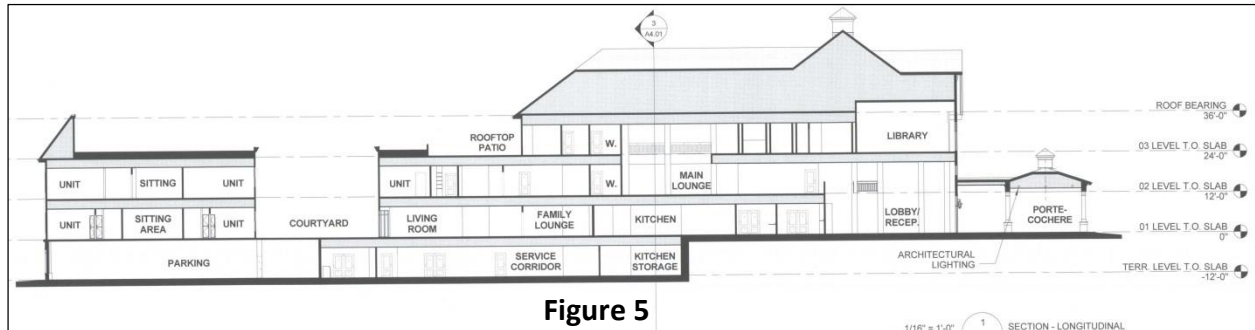 3
A4.01
ROOF BEARING
36'-0"
ROOFTOP
PATIO
W.
LIBRARY
03 LEVEL T.O. SLAB
24'-0"
UNIT
SITTING
UNIT
UNIT
W.
MAIN
LOUNGE
02 LEVEL T.O. SLAB
12'-0"
UNIT
SITTING
AREA
UNIT
COURTYARD
LIVING
ROOM
FAMILY
LOUNGE
KITCHEN
LOBBY/
RECEP.
PORTE-
COCHERE
01 LEVEL T.O. SLAB
0"
PARKING
SERVICE
CORRIDOR
KITCHEN
STORAGE
ARCHITECTURAL
LIGHTING
TERR. LEVEL T.O. SLAB
-12'-0"
Figure 5
1/16" = 1'-0"
1
SECTION - LONGITUDINAL